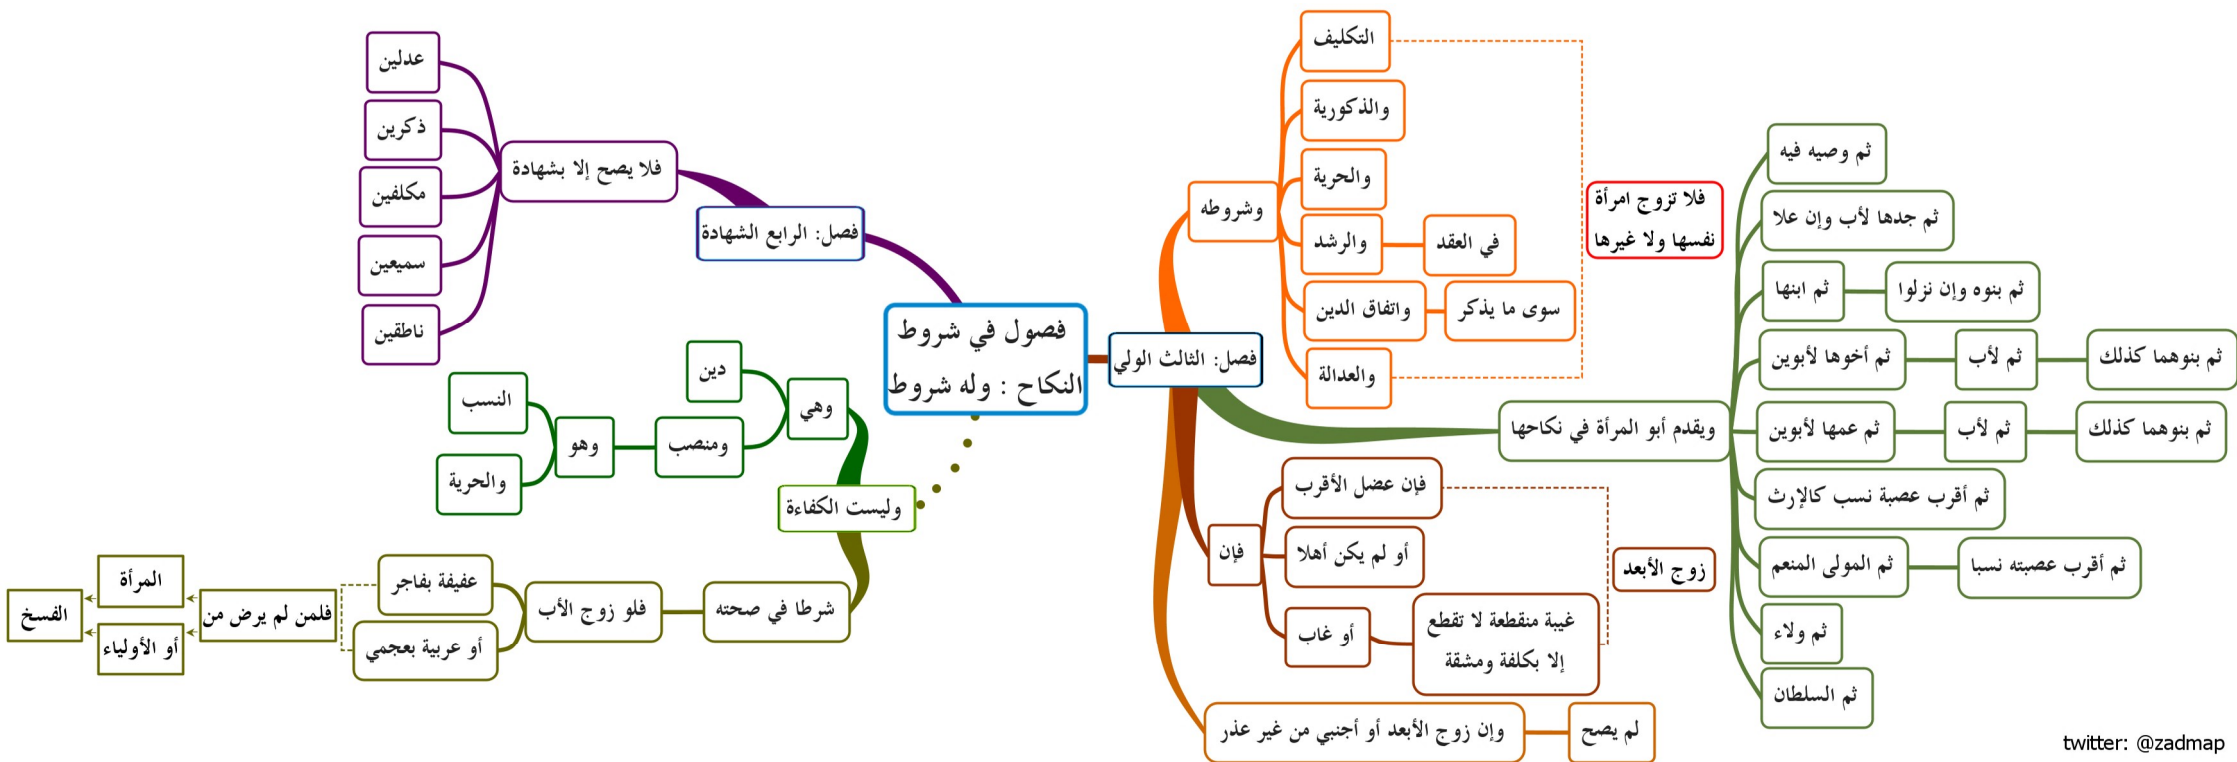 فصول في شروط
النكاح : وله شروط
فصل: الثالث الولي
وشروطه
التكليف
والذكورية
والحرية
والرشد
في العقد
واتفاق الدين
سوى ما يذكر
والعدالة
فلا تزوج امرأة
نفسها ولا غيرها
ويقدم أبو المرأة في نكاحها
ثم وصيه فيه
ثم جدها لأب وإن علا
ثم ابنها
ثم بنوه وإن نزلوا
ثم أخوها لأبوين
ثم لأب
ثم بنوهما كذلك
ثم عمها لأبوين
ثم لأب
ثم بنوهما كذلك
ثم أقرب عصبة نسب كالإرث
ثم المولى المنعم
ثم أقرب عصبته نسبا
ثم ولاء
ثم السلطان
فإن
فإن عضل الأقرب
أو لم يكن أهلا
أو غاب
غيبة منقطعة لا تقطع
إلا بكلفة ومشقة
زوج الأبعد
وإن زوج الأبعد أو أجنبي من غير عذر
لم يصح
فصل: الرابع الشهادة
فلا يصح إلا بشهادة
عدلين
ذكرين
مكلفين
سميعين
ناطقين
وليست الكفاءة
وهي
دين
ومنصب
وهو
النسب
والحرية
شرطا في صحته
فلو زوج الأب
عفيفة بفاجر
أو عربية بعجمي
فلمن لم يرض من
المرأة
أو الأولياء
الفسخ
twitter: @zadmap